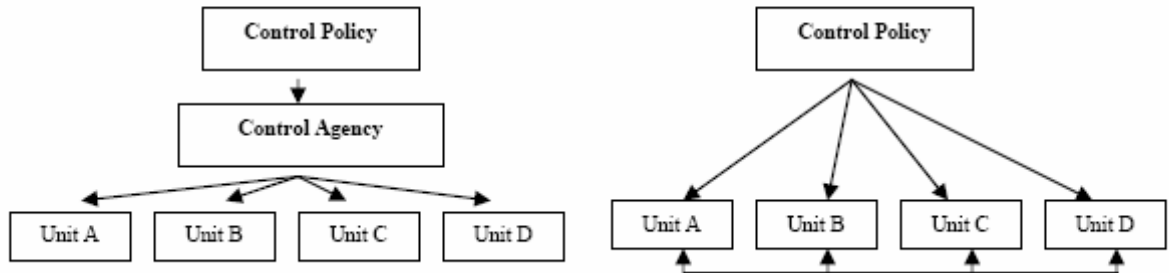 Control Policy
Control Agency
Unit A
Unit B
Unit C
Unit D
Control Policy
Unit A
Unit B
Unit C
Unit D